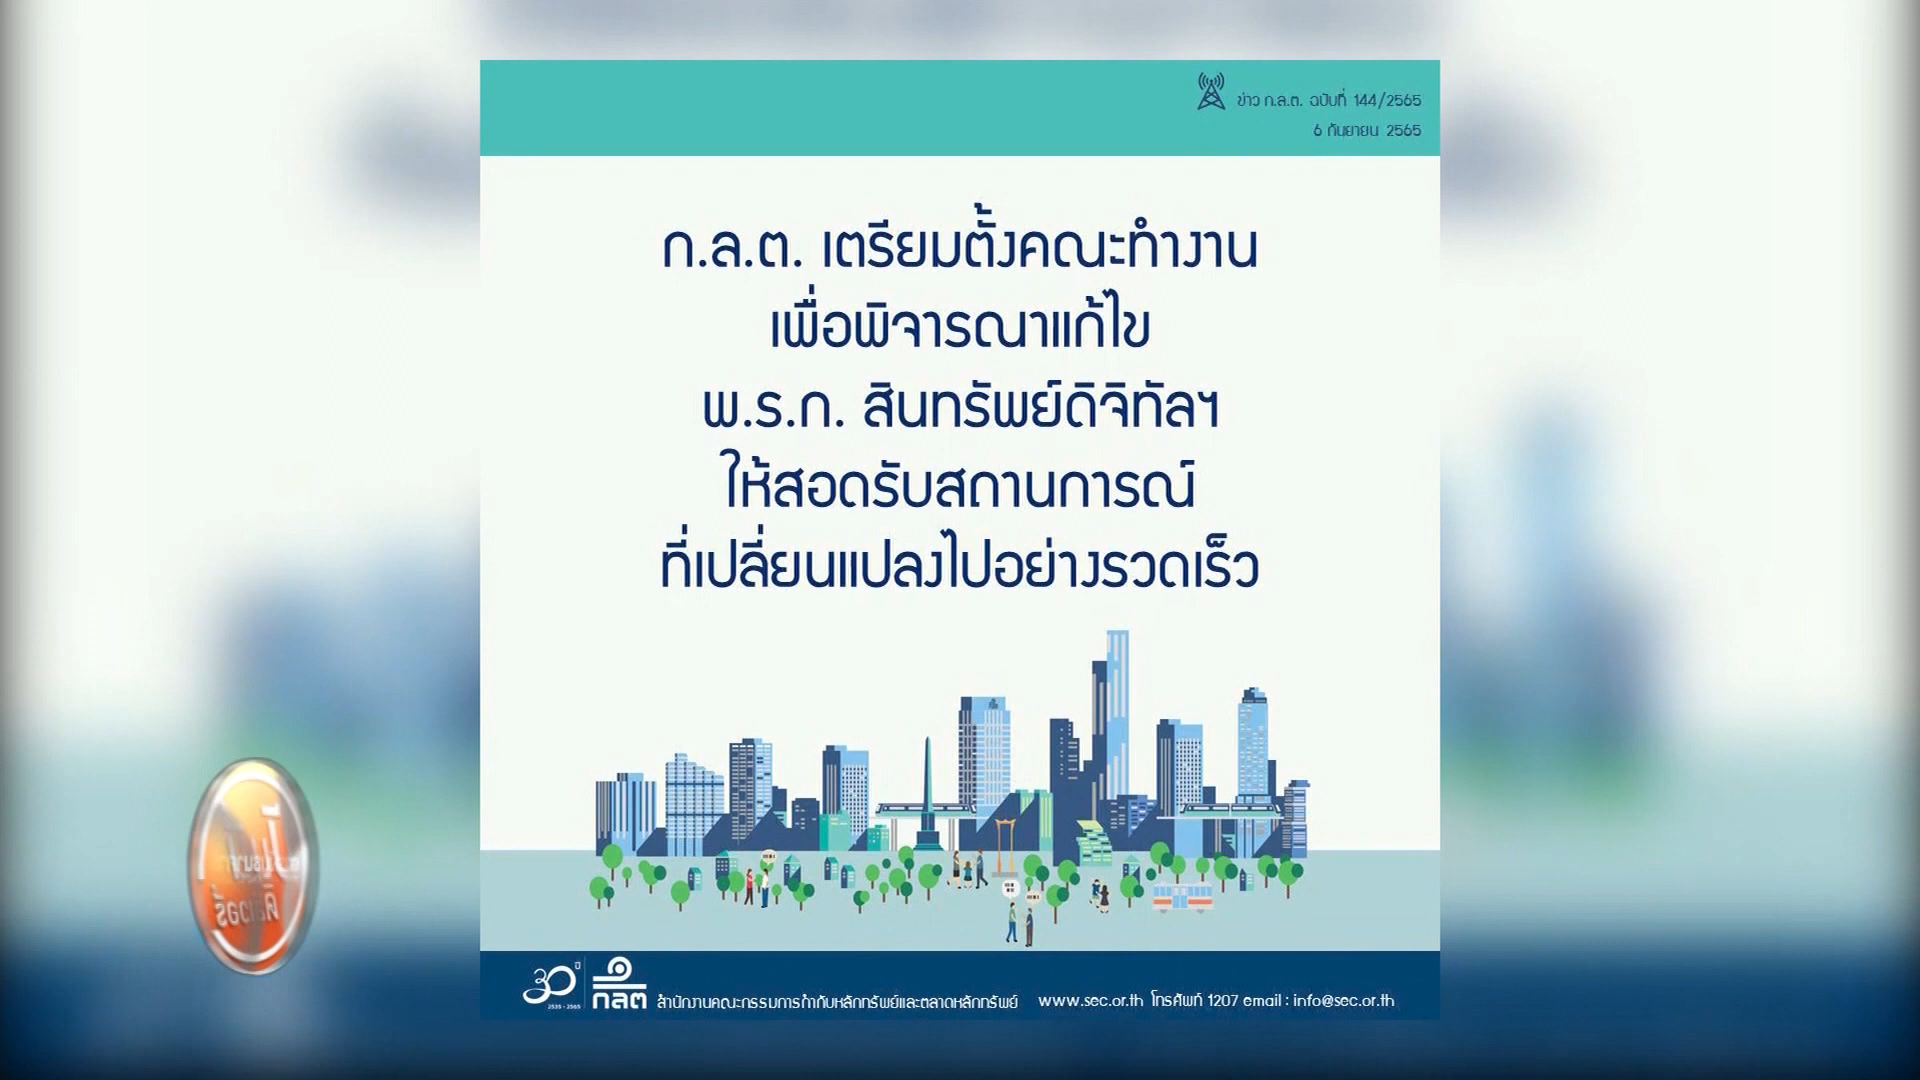 ข่าว ก.ล.ต. ฉบับที่ 144/2565
6 กันยายน 2565
ก.ล.ต. เตรียมตั้งคณะทำงาน
เพื่อพิจารณาแก้ไข
พ.ร.ก. สินทรัพย์ดิจิทัลฯ
ให้สอดรับสถานการณ์
ที่เปลี่ยนแปลงไปอย่างรวดเร็ว
30 ปี
2535 - 2565
ก.ล.ต
สำนักงานคณะกรรมการกำกับหลักทรัพย์และตลาดหลักทรัพย์ www.sec.or.th โทรศัพท์ 1207 email : info@sec.or.th